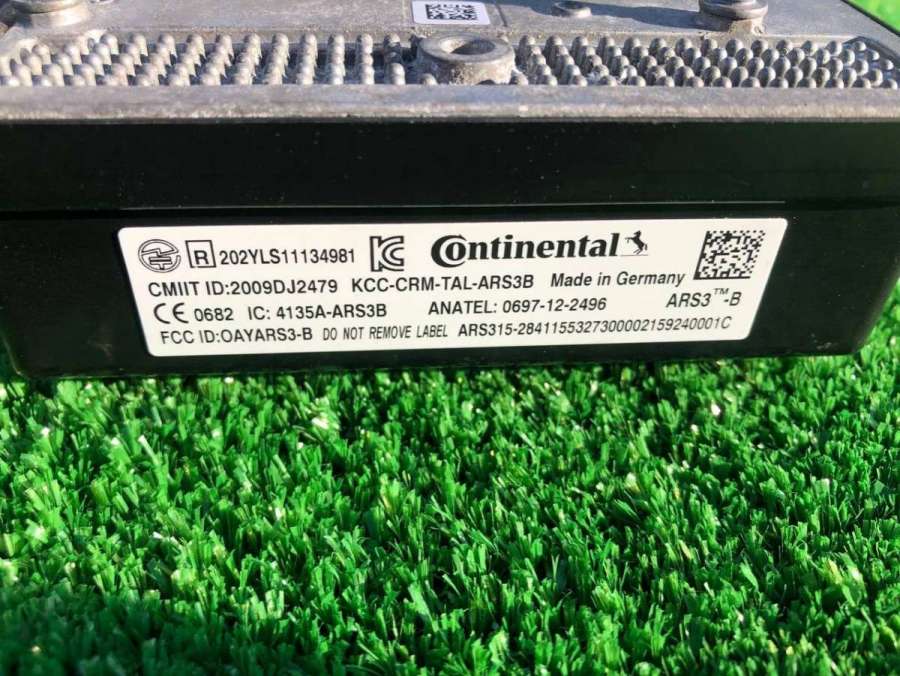 R 202YLS11134981 Continental
CMIIT ID:2009DJ2479 KCC-CRM-TAL-ARS3B Made in Germany
CE 0682 IC: 4135A-ARS3B ANATEL: 0697-12-2496 ARS3™-B
FCC ID:OAYARS3-B DO NOT REMOVE LABEL ARS315-2841155327300002159240001C